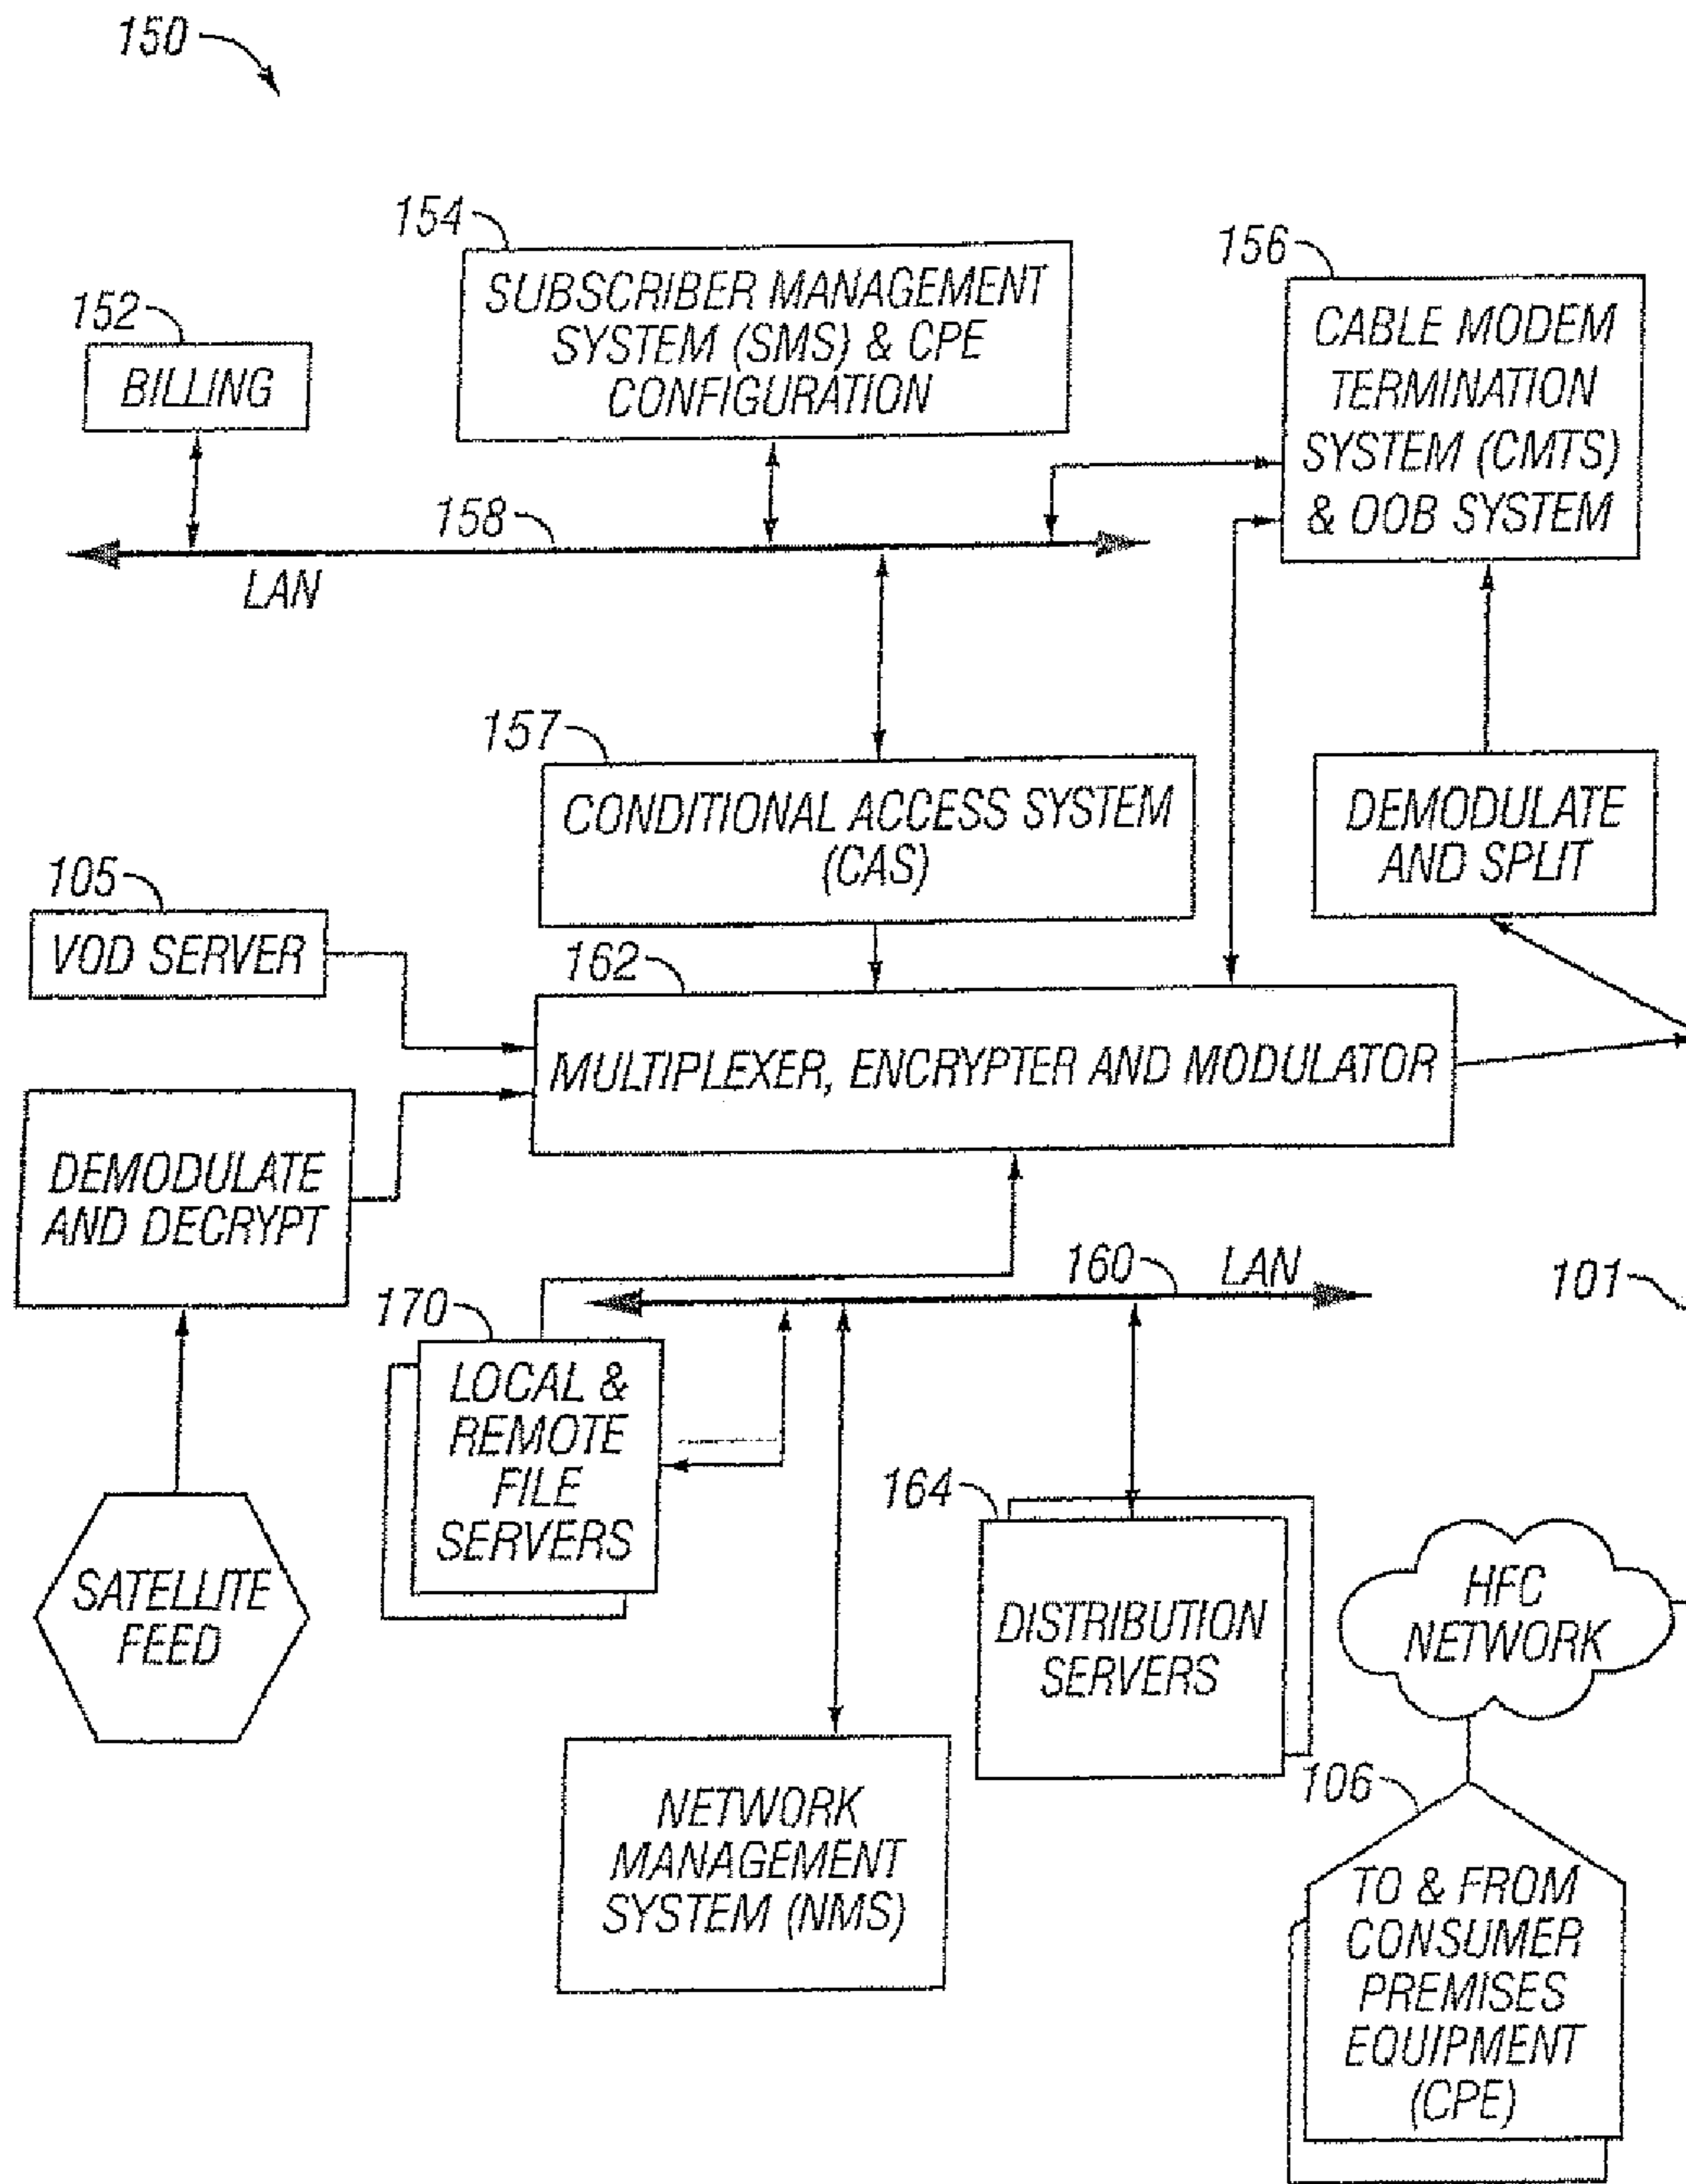 150
154
SUBSCRIBER MANAGEMENT
SYSTEM (SMS) & CPE
CONFIGURATION
156
CABLE MODEM
TERMINATION
SYSTEM (CMTS)
& OOB SYSTEM
152
BILLING
158
LAN
157
CONDITIONAL ACCESS SYSTEM
(CAS)
DEMODULATE
AND SPLIT
105
VOD SERVER
162
MULTIPLEXER, ENCRYPTER AND MODULATOR
DEMODULATE
AND DECRYPT
160
LAN
101
170
LOCAL &
REMOTE
FILE
SERVERS
164
DISTRIBUTION
SERVERS
SATELLITE
FEED
HFC
NETWORK
NETWORK
MANAGEMENT
SYSTEM (NMS)
106
TO & FROM
CONSUMER
PREMISES
EQUIPMENT
(CPE)